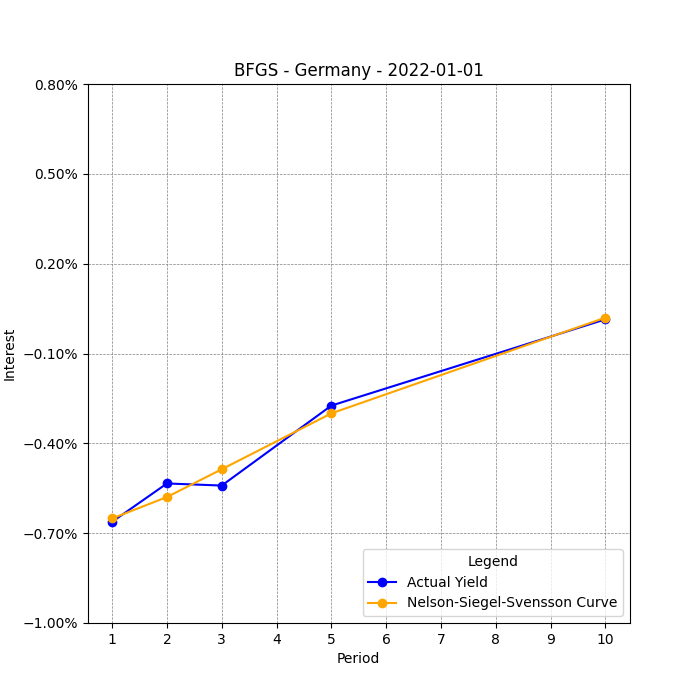 BFGS - Germany - 2022-01-01
0.80%
0.50%
0.20%
−0.10%
−0.40%
−0.70%
−1.00%
Interest
1 2 3 4 5 6 7 8 9 10
Period
Legend
Actual Yield
Nelson-Siegel-Svensson Curve